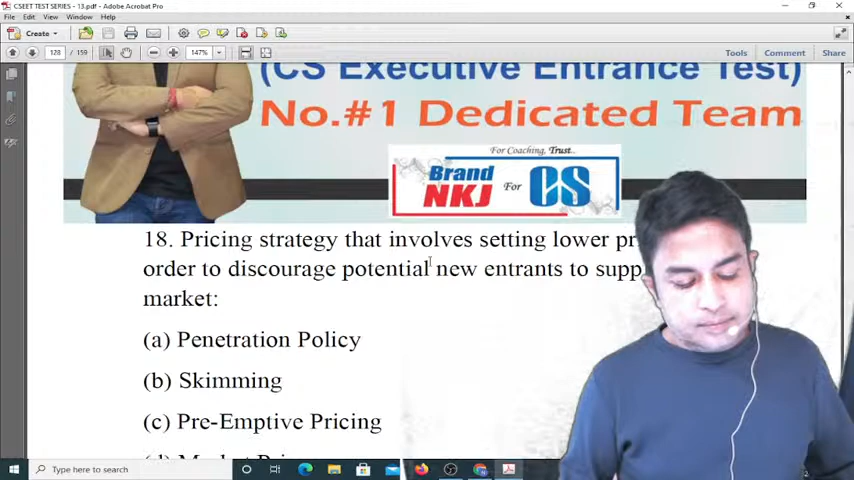 CSEET TEST SERIES - 13.pdf - Adobe Acrobat Pro
File Edit View Window Help
Create
128 / 159 147% Tools Comment Share
(CS Executive Entrance Test)
No.#1 Dedicated Team
For Coaching, Trust..
Brand
NKJ For CS
18. Pricing strategy that involves setting lower
order to discourage potential new entrants to
market:
(a) Penetration Policy
(b) Skimming
(c) Pre-Emptive Pricing
Type here to search